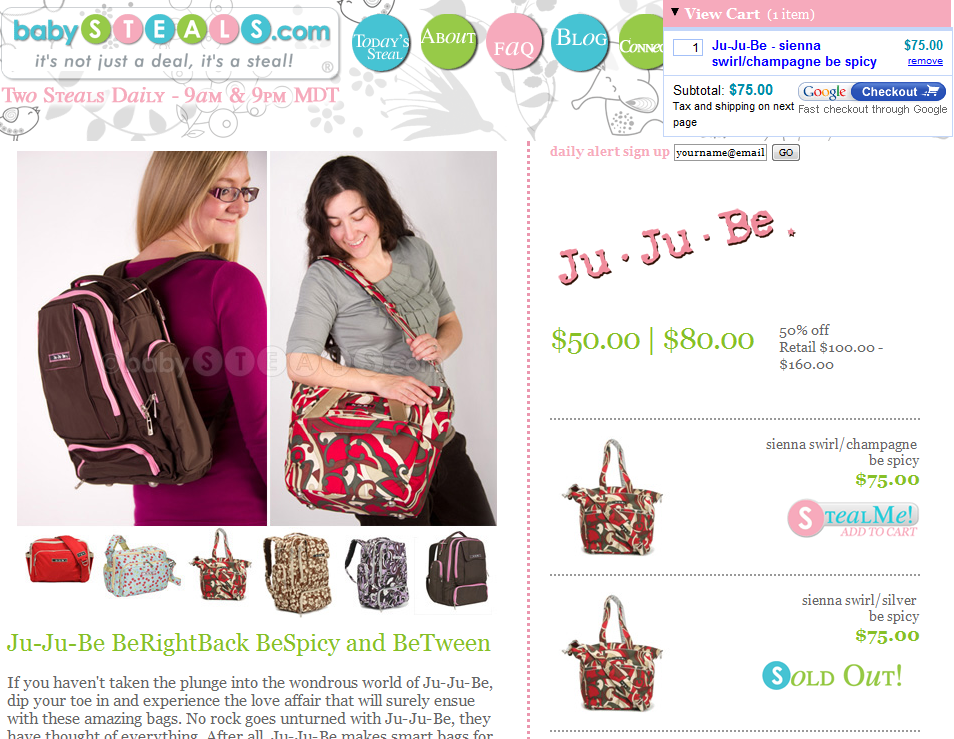 babySTEALS.com
it's not just a deal, it's a steal!
®
Two Steals Daily - 9am & 9pm MDT
Today's
Steal
About
FAQ
Blog
Connec
▼ View Cart (1 item)
1
Ju-Ju-Be - sienna
swirl/champagne be spicy
$75.00
remove
Subtotal: $75.00
Tax and shipping on next
page
Google Checkout
Fast checkout through Google
daily alert sign up
yourname@email
GO
©babySTEALS.com
Ju·Ju·Be.
$50.00 | $80.00
50% off
Retail $100.00 -
$160.00
sienna swirl/champagne
be spicy
$75.00
StealMe!
ADD TO CART
sienna swirl/silver
be spicy
$75.00
Sold Out!
Ju-Ju-Be BeRightBack BeSpicy and BeTween
If you haven't taken the plunge into the wondrous world of Ju-Ju-Be,
dip your toe in and experience the love affair that will surely ensue
with these amazing bags. No rock goes unturned with Ju-Ju-Be, they
have thought of everything. After all, Ju-Ju-Be makes smart bags for